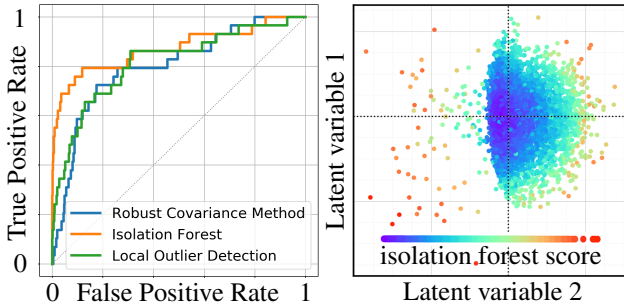 True Positive Rate
1
0
Robust Covariance Method
Isolation Forest
Local Outlier Detection
0 False Positive Rate 1
Latent variable 1
isolation forest score
Latent variable 2